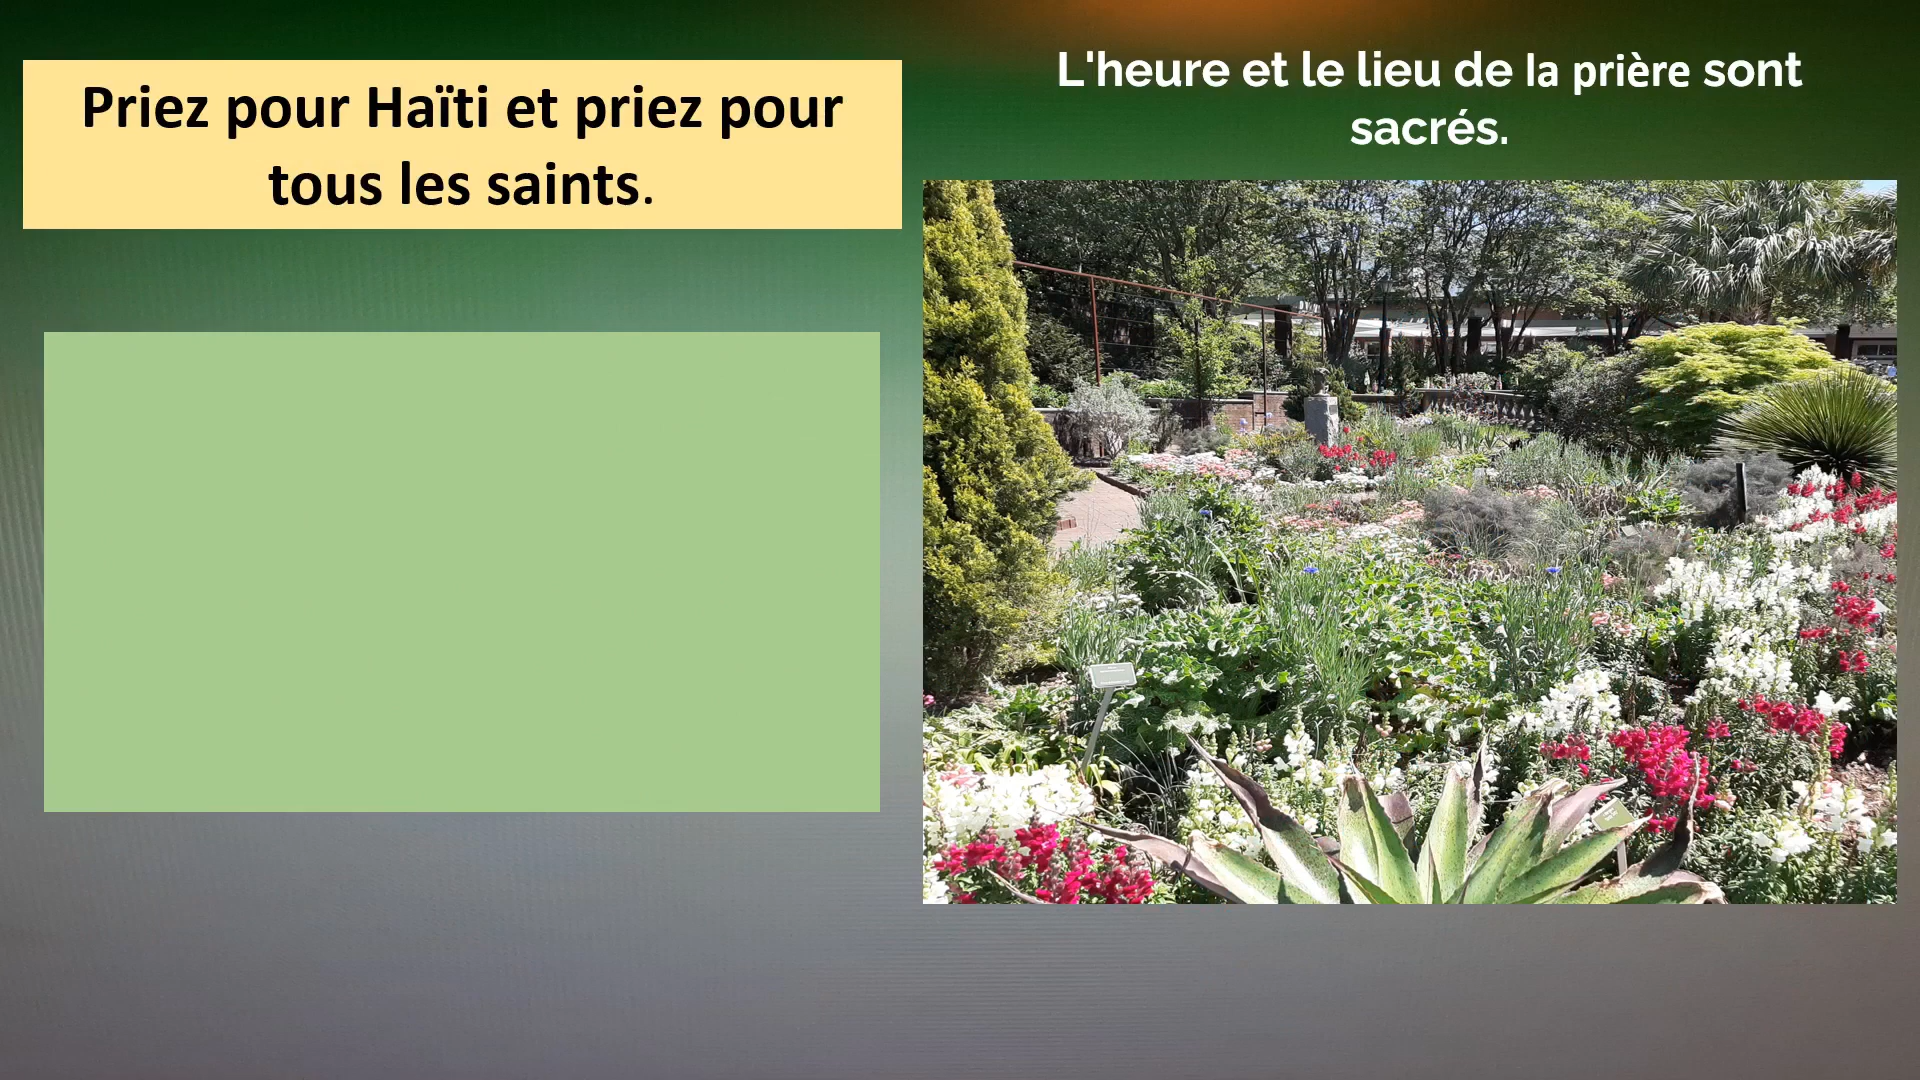 Priez pour Haïti et priez pour
tous les saints.
L'heure et le lieu de la prière sont
sacrés.